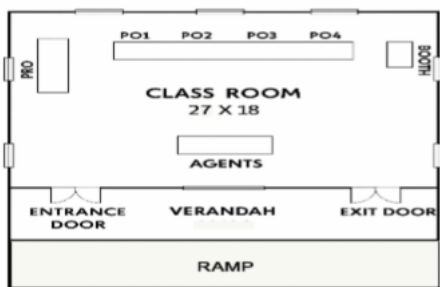 PO1 PO2 PO3 PO4
PRO
BOOTH
CLASS ROOM
27 X 18
AGENTS
ENTRANCE
DOOR
VERANDAH
EXIT DOOR
RAMP